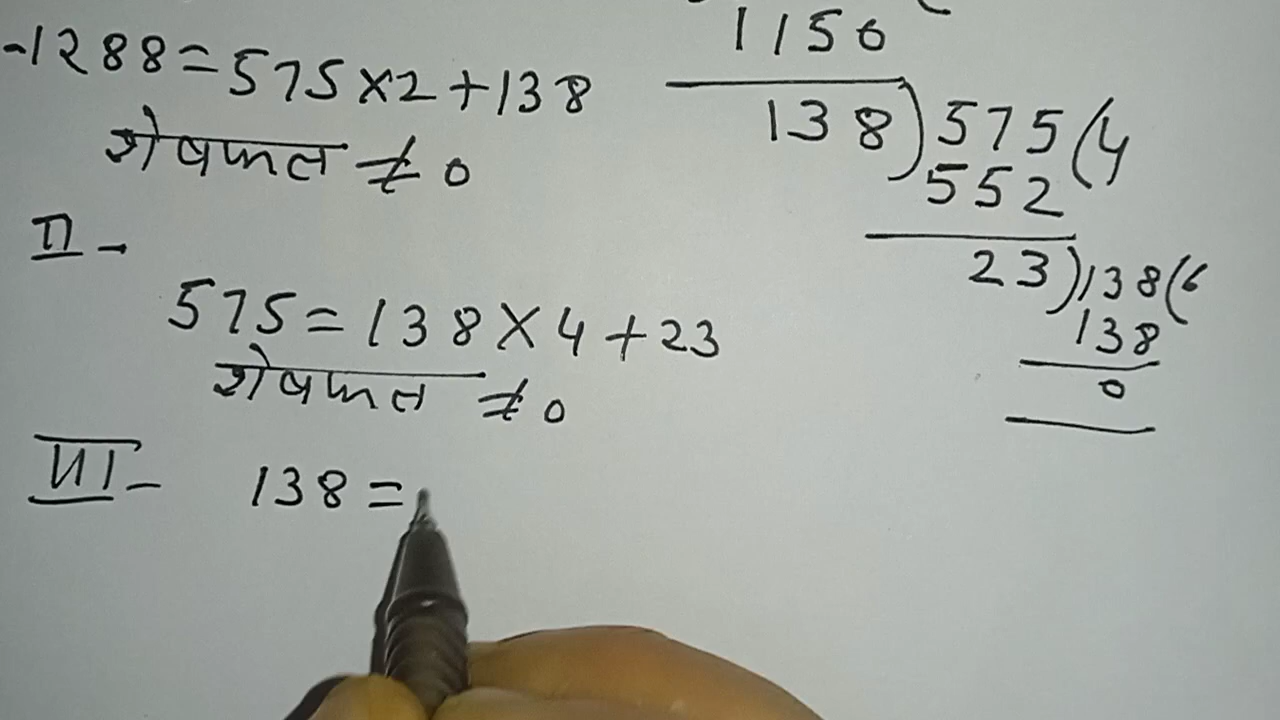 -1288=575×2+138
शेषफल ≠ 0
II -
575=138×4+23
शेषफल ≠ 0
III - 138=
1150
138)575(4
552
23)138(6
138
0